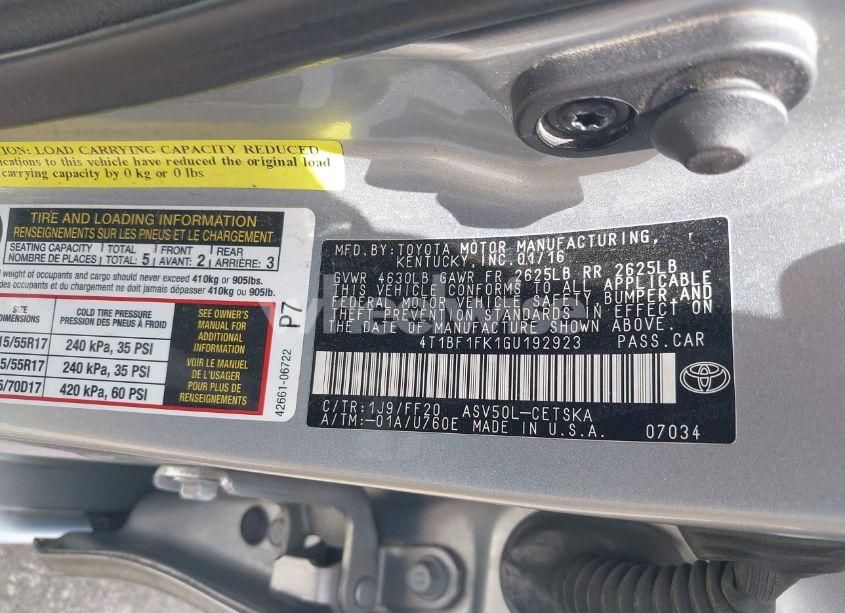 TION: LOAD CARRYING CAPACITY REDUCED
ications to this vehicle have reduced the original load
carrying capacity by 0 kg or 0 lbs
TIRE AND LOADING INFORMATION
RENSEIGNEMENTS SUR LES PNEUS ET LE CHARGEMENT
SEATING CAPACITY TOTAL FRONT REAR
NOMBRE DE PLACES TOTAL: 5 AVANT: 2 ARRIÈRE: 3
d weight of occupants and cargo should never exceed 410kg or 905lbs.
et du chargement ne doit jamais dépasser 410kg ou 905lb.
E COLD TIRE PRESSURE
DIMENSIONS PRESSION DES PNEUS À FROID
15/55R17 240 kPa, 35 PSI
5/55R17 240 kPa, 35 PSI
5/70D17 420 kPa, 60 PSI
SEE OWNER'S
MANUAL FOR
ADDITIONAL
INFORMATION
VOIR LE MANUEL
DE L'USAGER
POUR PLUS DE
RENSEIGNEMENTS
42661-06722 P7
MFD.BY:TOYOTA MOTOR MANUFACTURING,
KENTUCKY, INC. 01/16
GVWR 4630LB GAWR FR 2625LB RR 2625LB
THIS VEHICLE CONFORMS TO ALL APPLICABLE
FEDERAL MOTOR VEHICLE SAFETY BUMPER,AND
THEFT PREVENTION STANDARDS IN EFFECT ON
THE DATE OF MANUFACTURE SHOWN ABOVE.
4T1BF1FK1GU192923 PASS.CAR
C/TR:1J9/FF20 ASV50L-CETSKA
A/TM:-01A/U760E MADE IN U.S.A. 07034